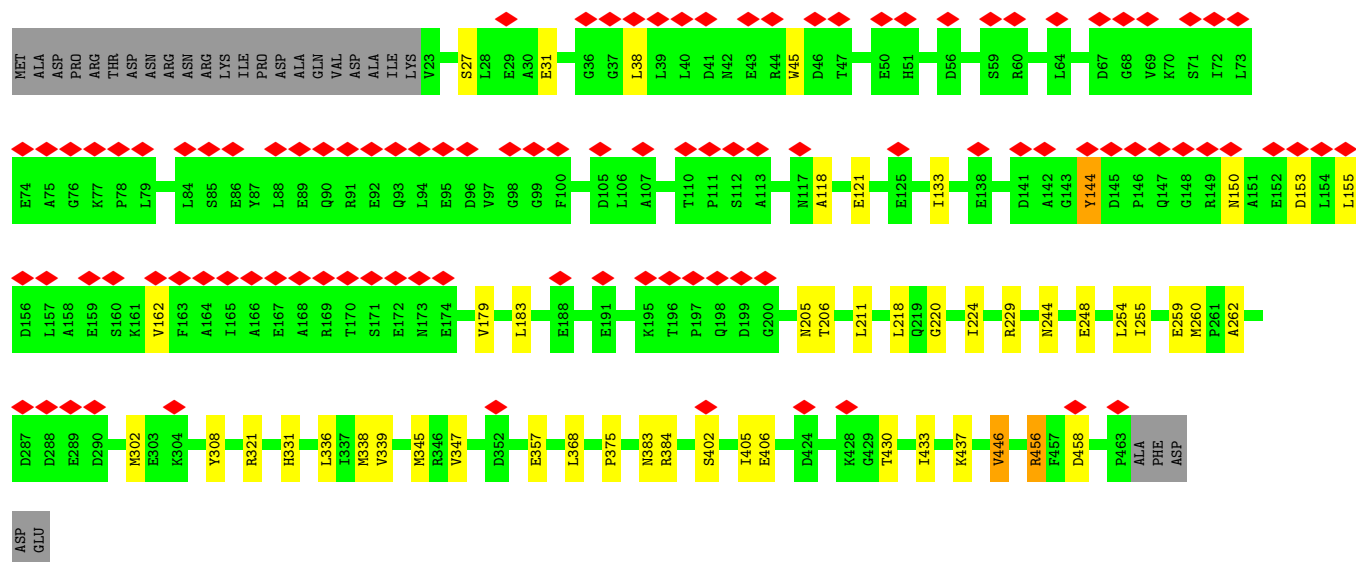 MET ALA ASP PRO ARG THR ASP ASN ARG ASN ARG LYS ILE PRO ASP ALA GLN VAL ASP ALA ILE LYS V23 S27 L28 E29 A30 E31 G36 G37 L38 L39 L40 D41 N42 E43 R44 W45 D46 T47 E50 H51 D56 S59 R60 L64 D67 G68 V69 K70 S71 I72 L73
E74 A75 G76 K77 P78 L79 L84 S85 E86 Y87 L88 E89 Q90 R91 E92 Q93 L94 E95 D96 V97 G98 G99 F100 D105 L106 A107 T110 P111 S112 A113 N117 A118 E121 E125 I133 E138 D141 A142 G143 Y144 D145 P146 Q147 G148 R149 N150 A151 E152 D153 L154 L155
D156 L157 A158 E159 S160 K161 V162 F163 A164 I165 A166 E167 A168 R169 T170 S171 E172 N173 E174 V179 L183 E188 E191 K195 T196 P197 Q198 D199 G200 N205 T206 L211 L218 Q219 G220 I224 R229 N244 E248 L254 I255 E259 M260 P261 A262
D287 D288 E289 D290 M302 E303 K304 Y308 R321 H331 L336 I337 M338 V339 M345 R346 V347 D352 E357 L368 P375 N383 R384 S402 I405 E406 D424 K428 G429 T430 I433 K437 V446 R456 F457 D458 P463 ALA PHE ASP
ASP GLU